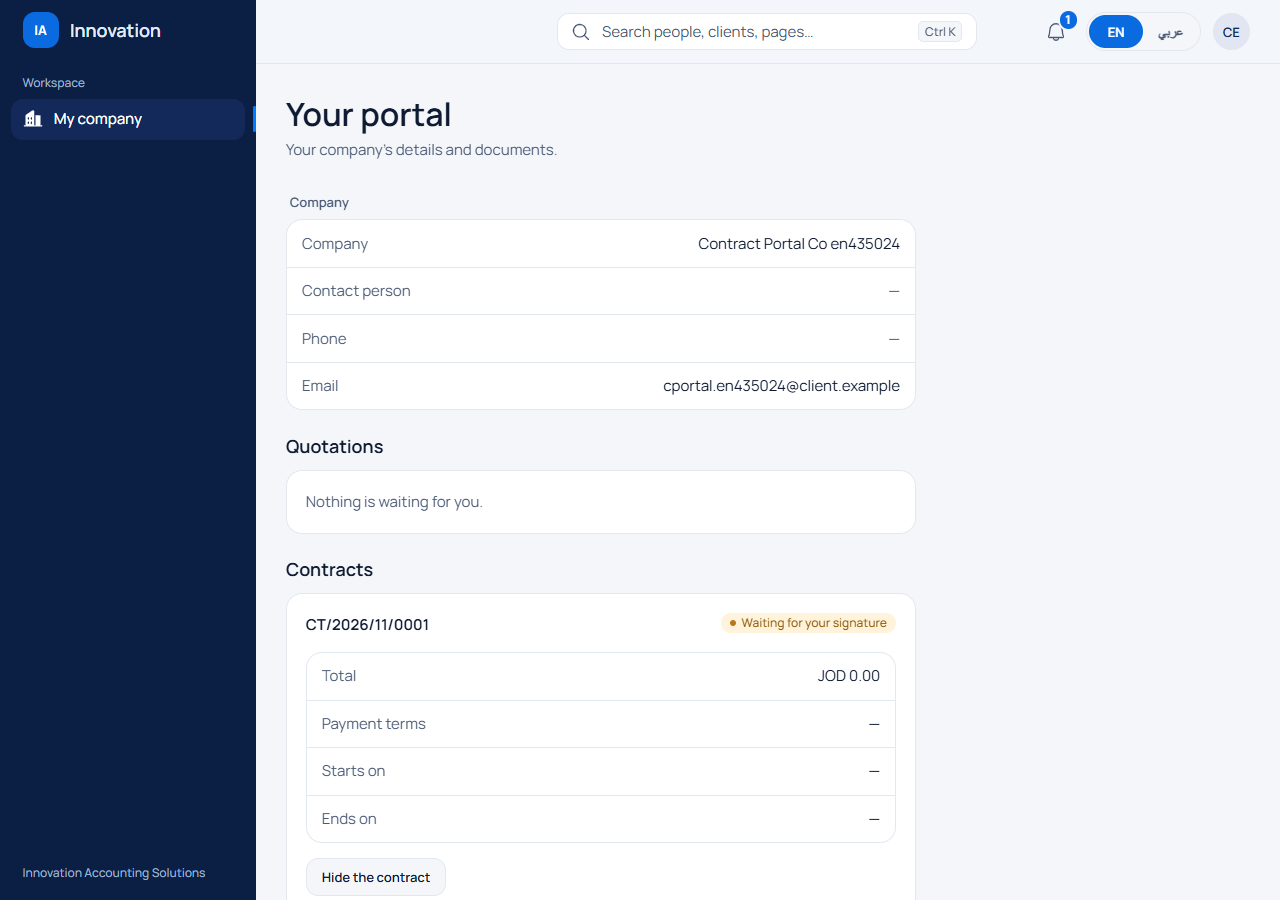 IA Innovation
Search people, clients, pages... Ctrl K
1
EN عربي CE
Workspace
My company
Your portal
Your company's details and documents.
Company
Company Contract Portal Co en435024
Contact person —
Phone —
Email cportal.en435024@client.example
Quotations
Nothing is waiting for you.
Contracts
CT/2026/11/0001 Waiting for your signature
Total JOD 0.00
Payment terms —
Starts on —
Ends on —
Hide the contract
Innovation Accounting Solutions